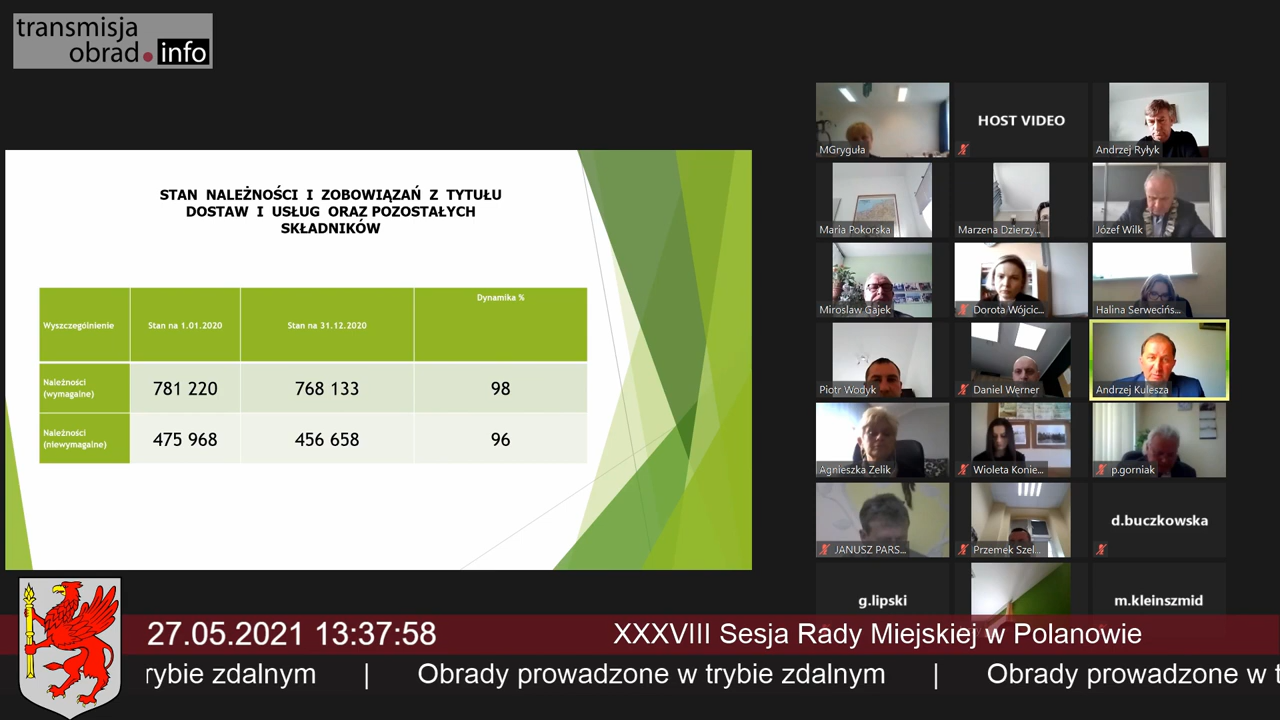 transmisja
obrad.info
STAN NALEŻNOŚCI I ZOBOWIĄZAŃ Z TYTUŁU
DOSTAW I USŁUG ORAZ POZOSTAŁYCH
SKŁADNIKÓW
Wyszczególnienie
Stan na 1.01.2020
Stan na 31.12.2020
Dynamika %
Należności
(wymagalne)
781 220
768 133
98
Należności
(niewymagalne)
475 968
456 658
96
MGryguła
HOST VIDEO
Andrzej Ryłyk
Maria Pokorska
Marzena Dzierzy...
Józef Wilk
Mirosław Gajek
Dorota Wójcic...
Halina Serwecińs...
Piotr Wodyk
Daniel Werner
Andrzej Kulesza
Agnieszka Zelik
Wioleta Konie...
p.gorniak
JANUSZ PARS...
Przemek Szel...
d.buczkowska
g.lipski
m.kleinszmid
27.05.2021 13:37:58
XXXVIII Sesja Rady Miejskiej w Polanowie
rybie zdalnym | Obrady prowadzone w trybie zdalnym | Obrady prowadzone w t